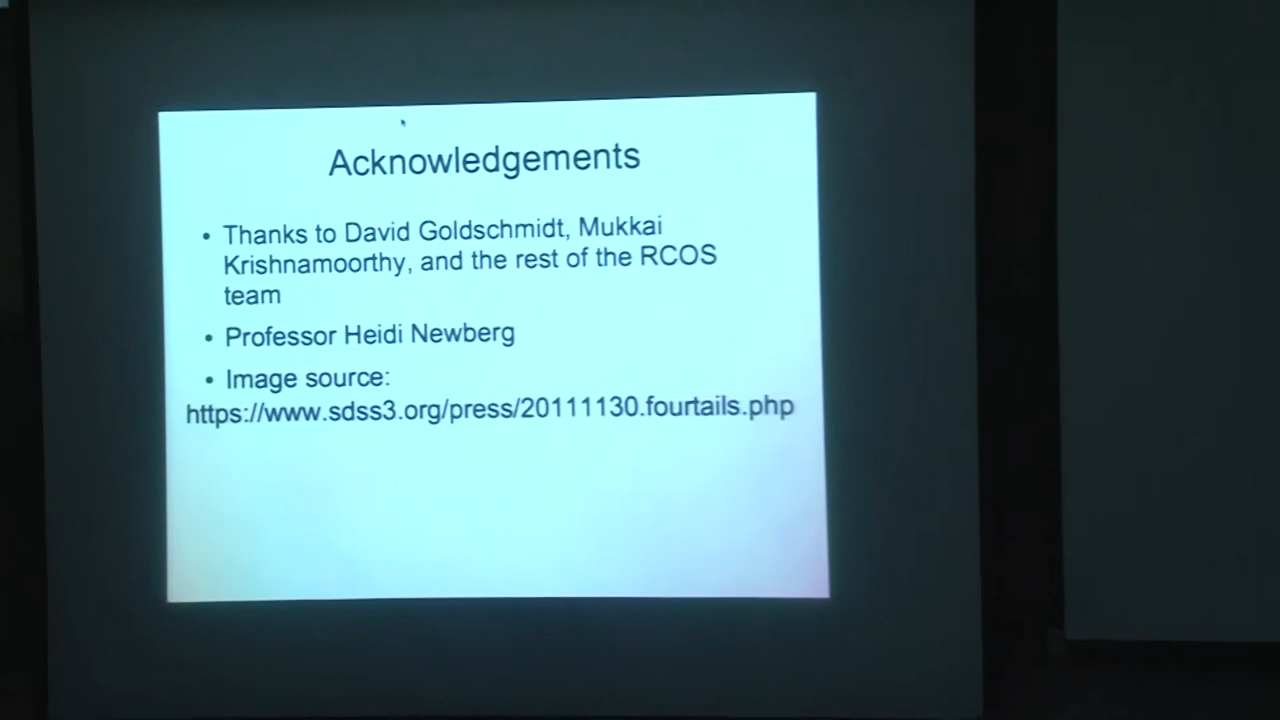 Acknowledgements
• Thanks to David Goldschmidt, Mukkai
Krishnamoorthy, and the rest of the RCOS
team
• Professor Heidi Newberg
• Image source:
https://www.sdss3.org/press/20111130.fourtails.php